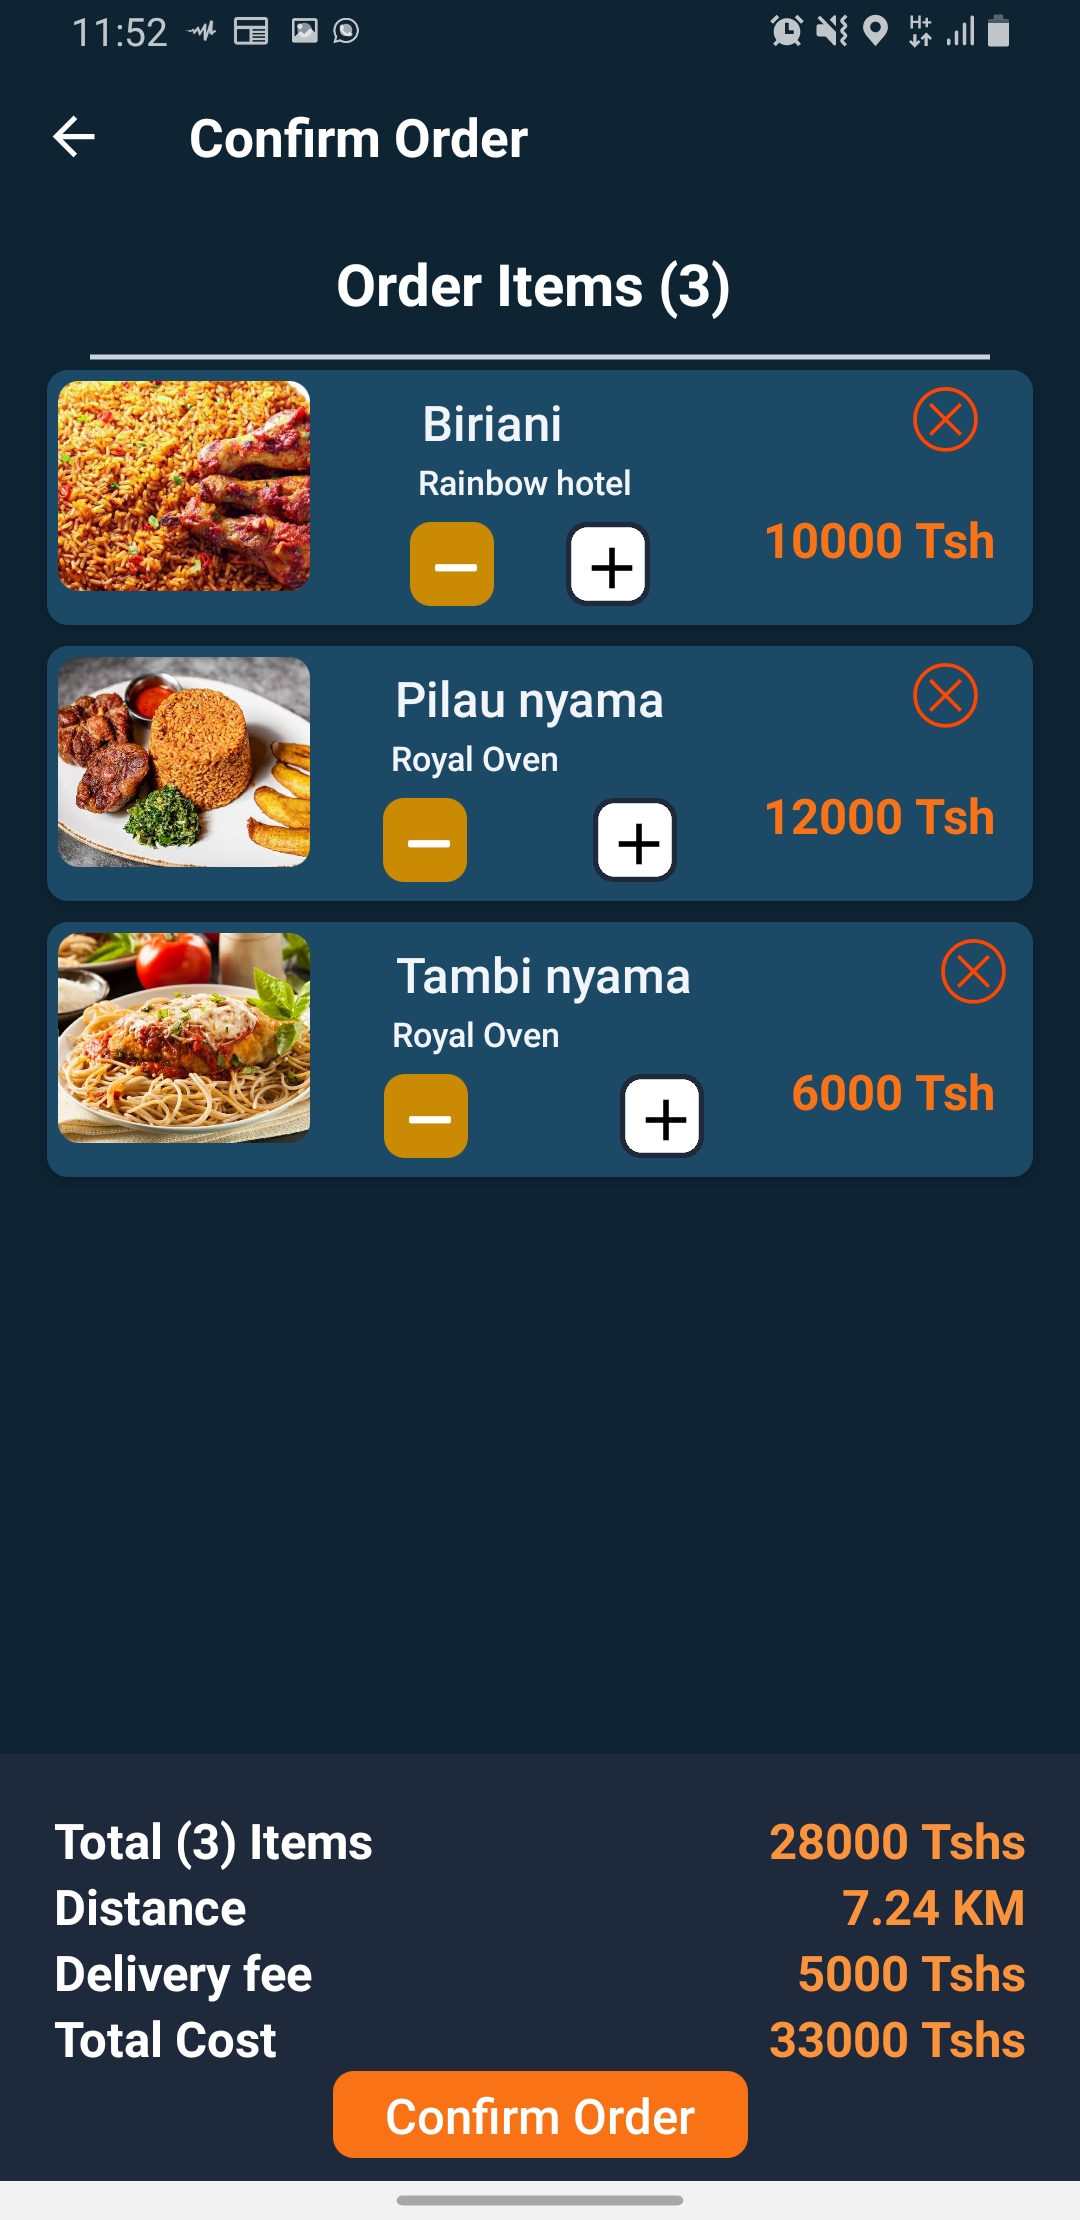 11:52
H+
Confirm Order
Order Items (3)
Biriani
Rainbow hotel
10000 Tsh
Pilau nyama
Royal Oven
12000 Tsh
Tambi nyama
Royal Oven
6000 Tsh
Total (3) Items 28000 Tshs
Distance 7.24 KM
Delivery fee 5000 Tshs
Total Cost 33000 Tshs
Confirm Order